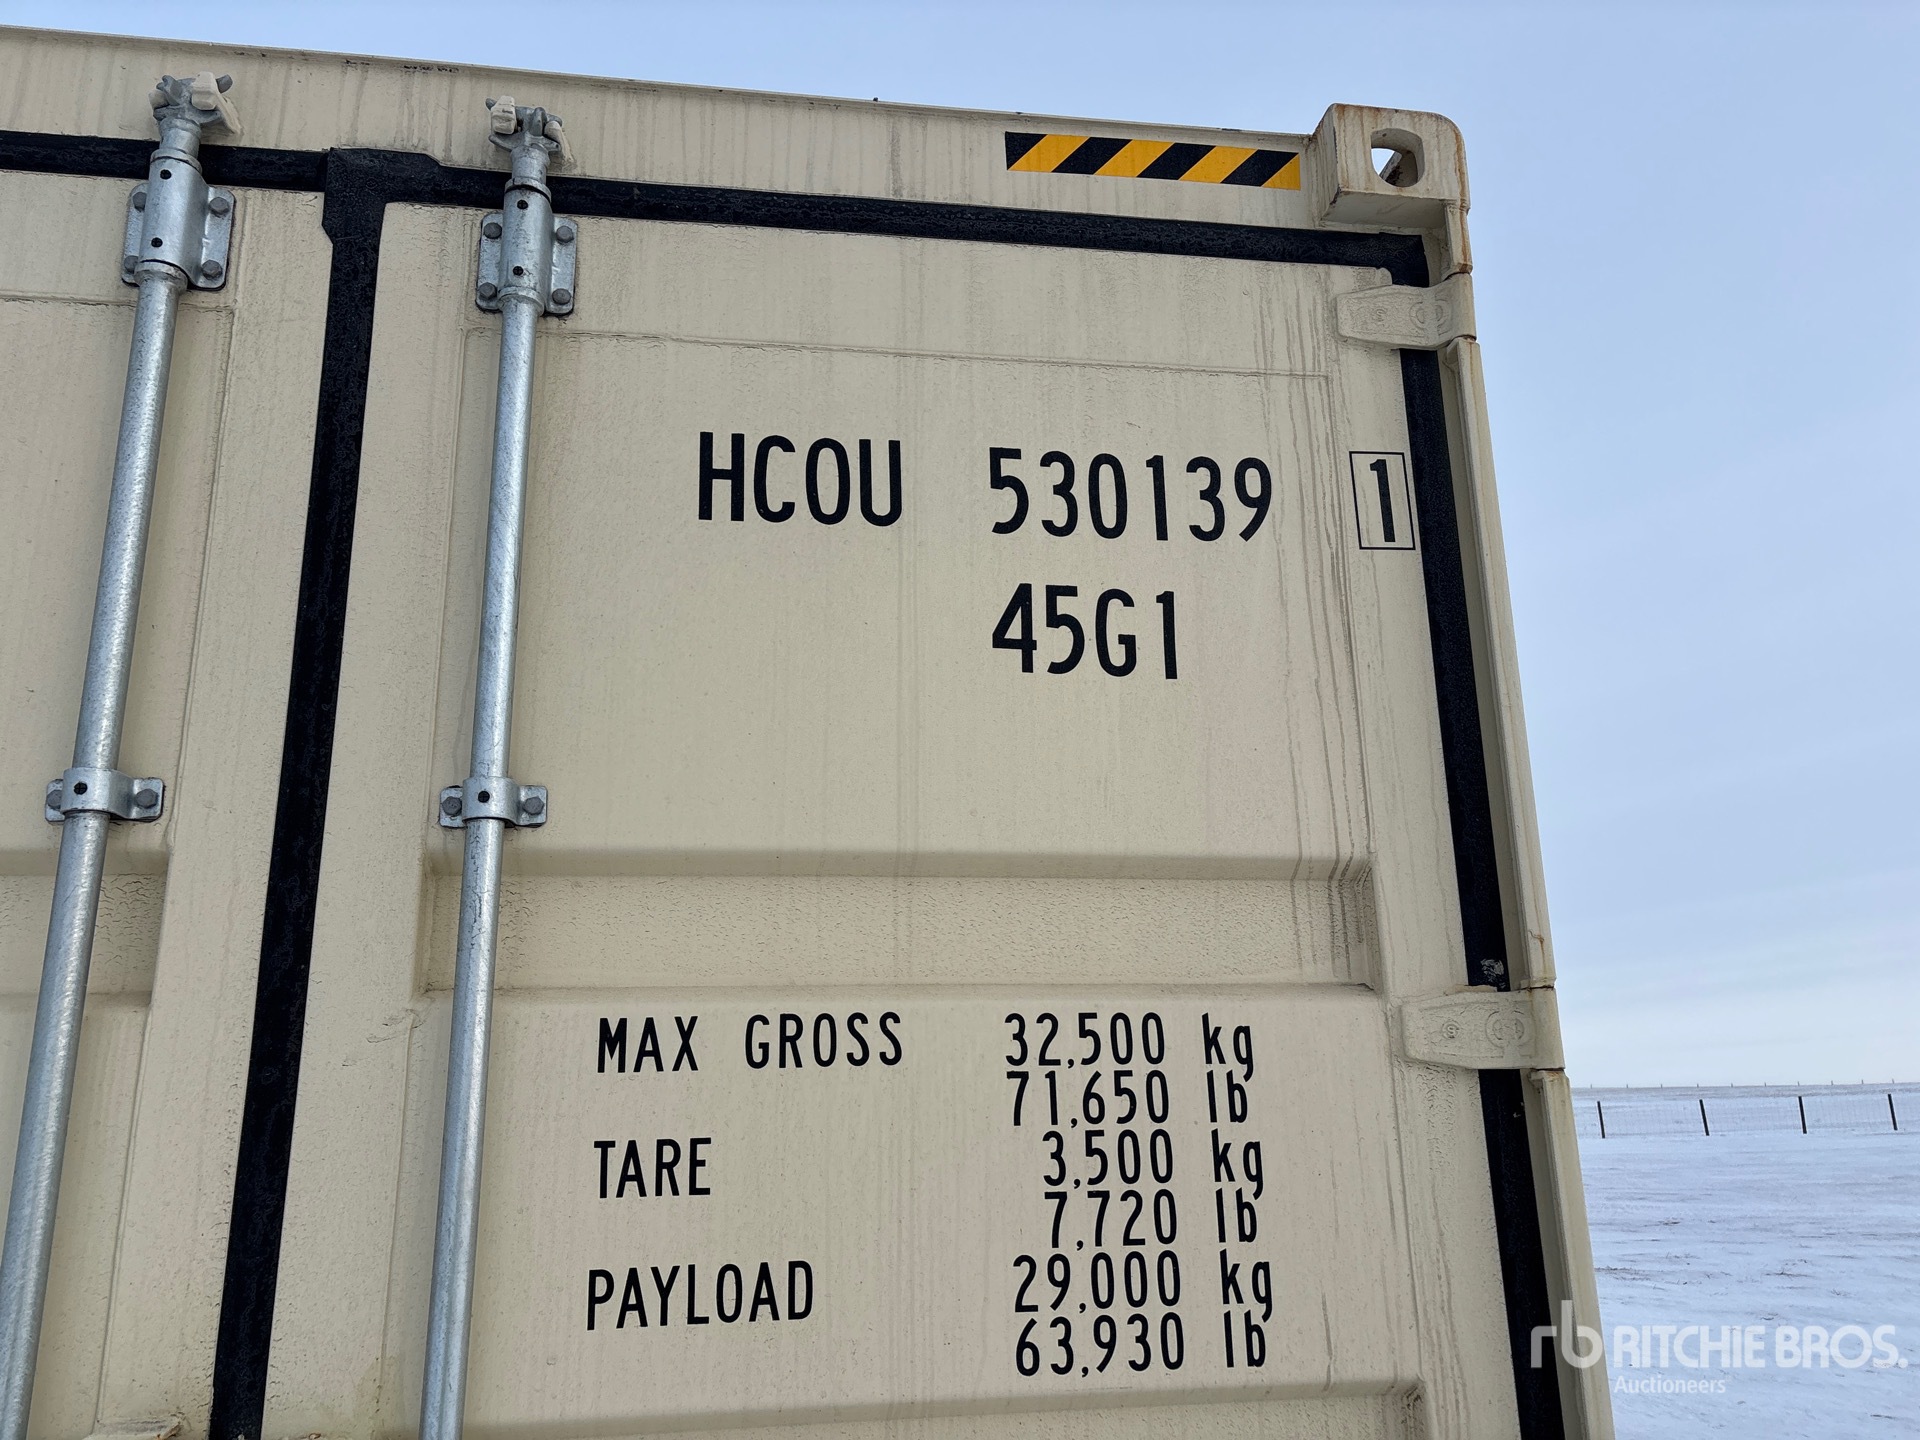 HCOU 530139 1
45G1
MAX GROSS 32,500 kg
71,650 lb
TARE 3,500 kg
7,720 lb
PAYLOAD 29,000 kg
63,930 lb
rb RITCHIE BROS.
Auctioneers